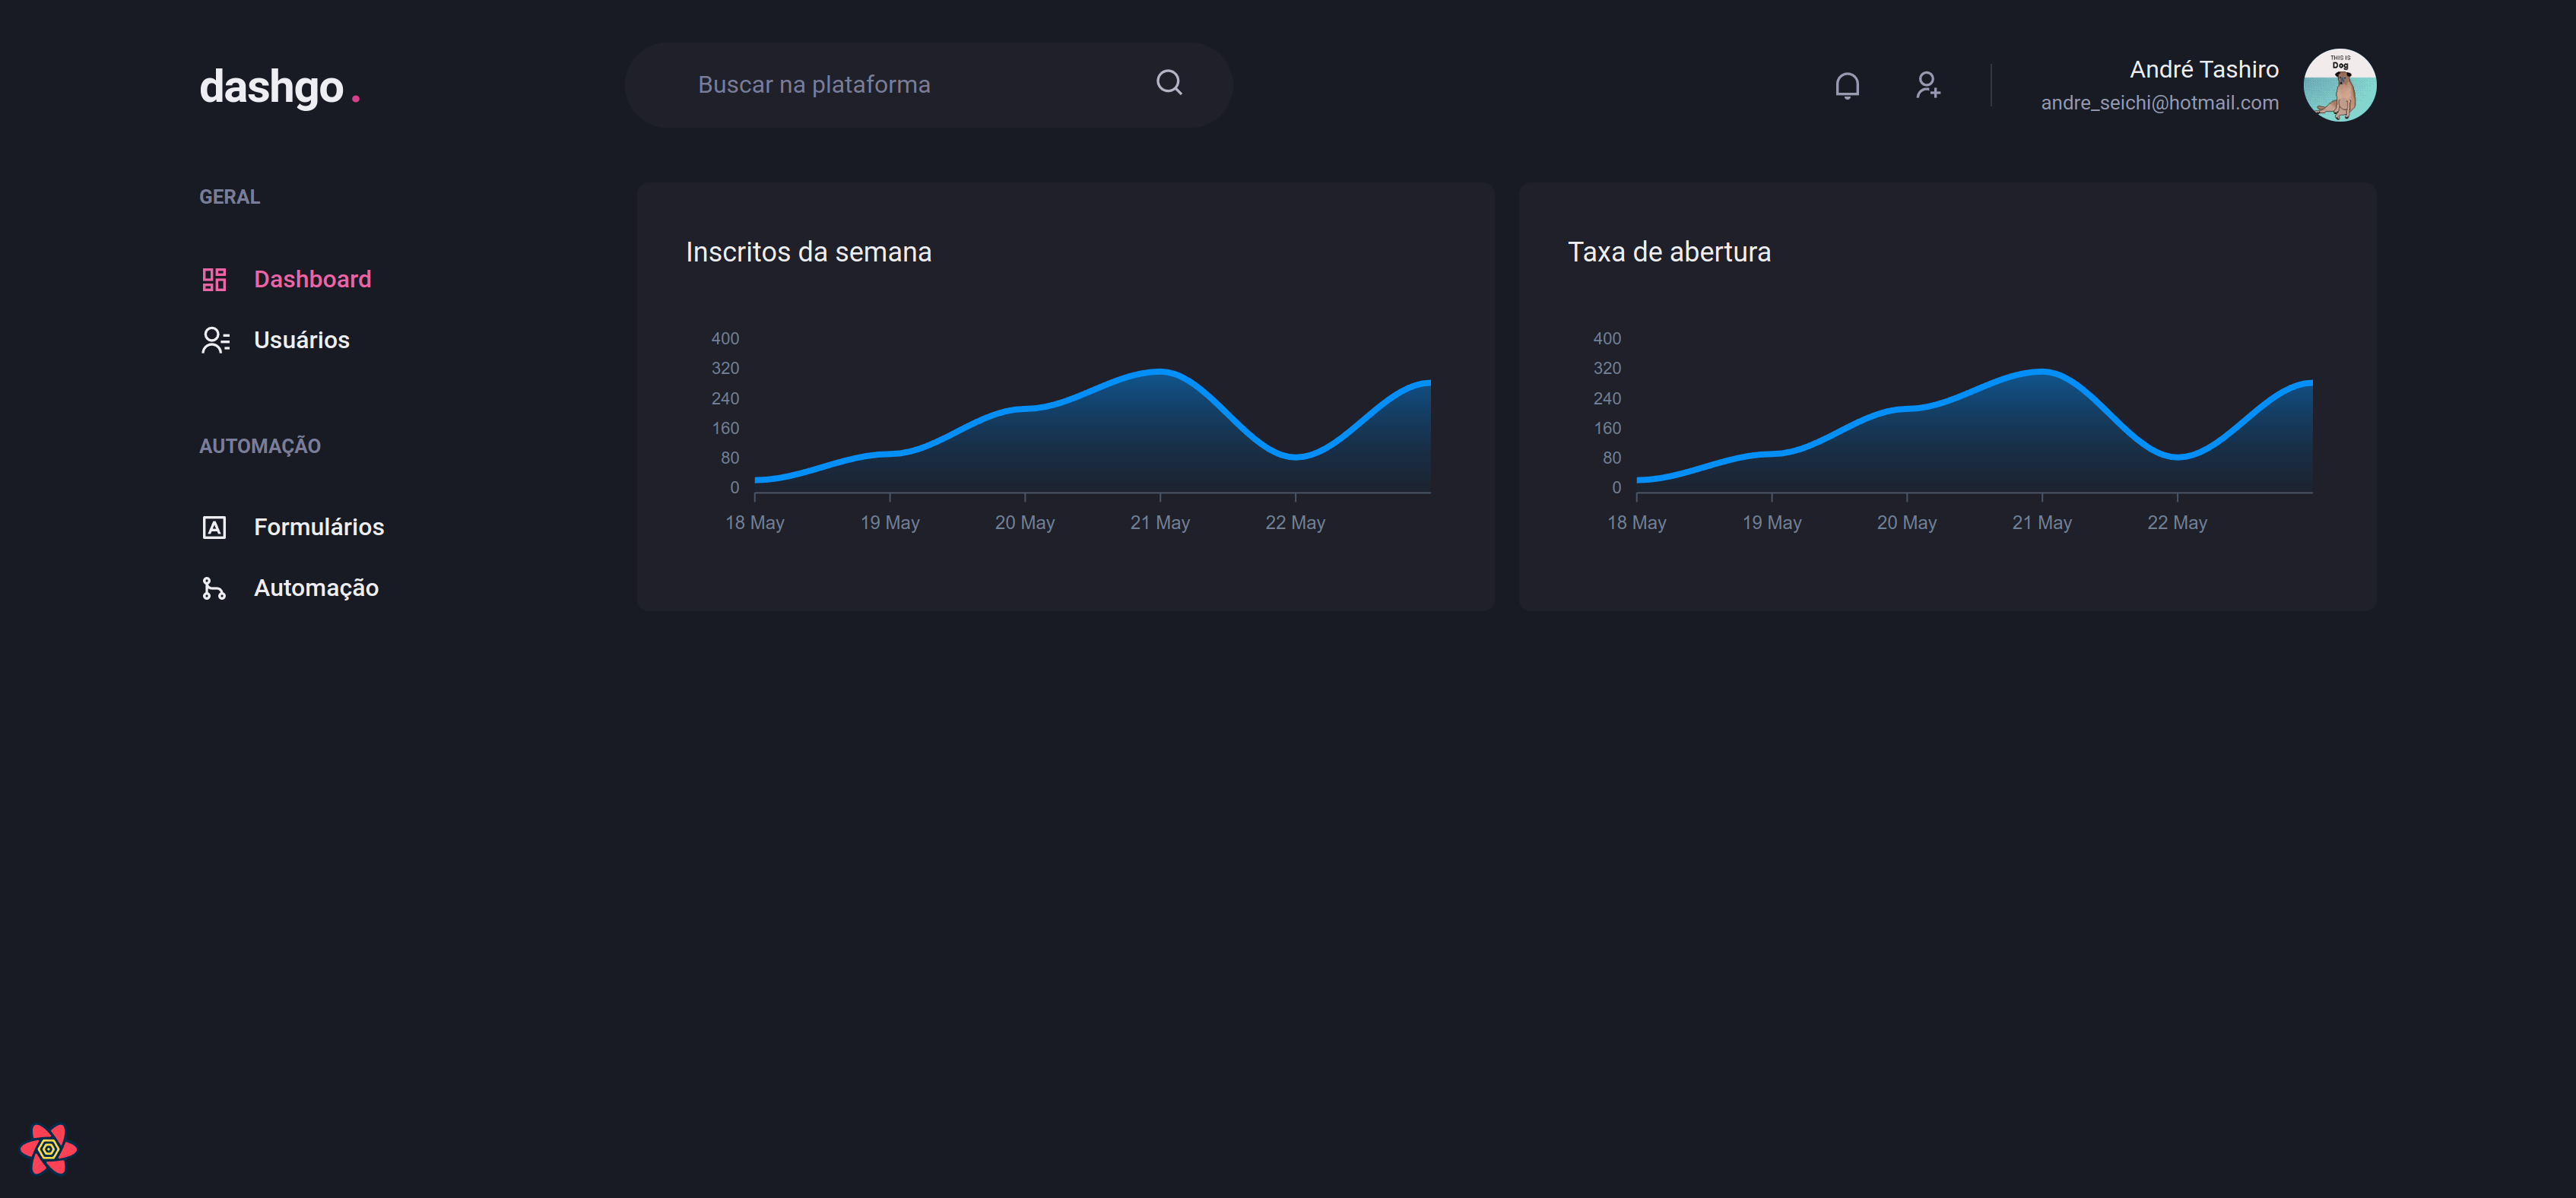 dashgo.
Buscar na plataforma
André Tashiro
andre_seichi@hotmail.com
THIS IS
Dog
GERAL
Dashboard
Usuários
AUTOMAÇÃO
Formulários
Automação
Inscritos da semana
400
320
240
160
80
0
18 May 19 May 20 May 21 May 22 May
Taxa de abertura
400
320
240
160
80
0
18 May 19 May 20 May 21 May 22 May